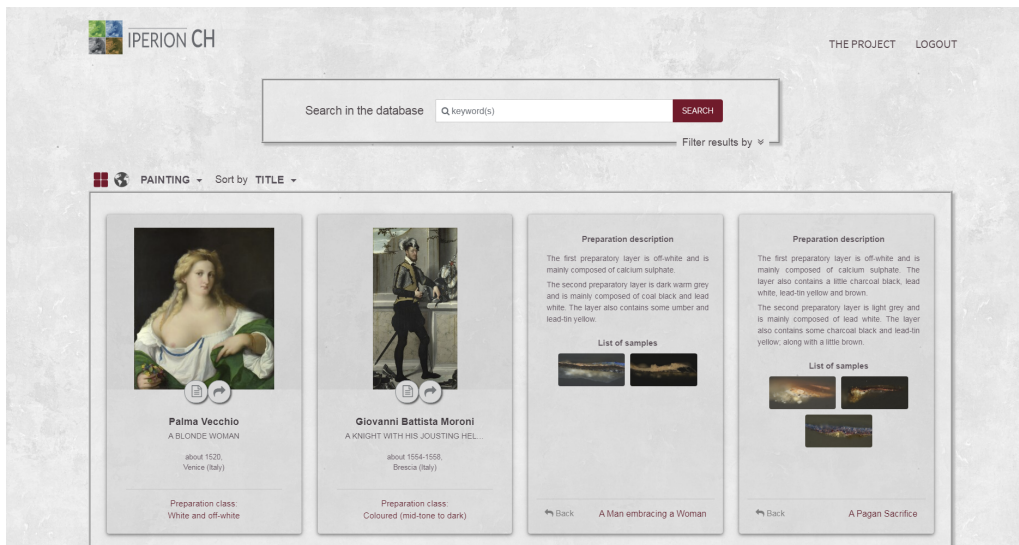 IPERION CH
THE PROJECT LOGOUT
Search in the database keyword(s) SEARCH
Filter results by
PAINTING Sort by TITLE
Palma Vecchio
A BLONDE WOMAN
about 1520,
Venice (Italy)
Preparation class:
White and off-white
Giovanni Battista Moroni
A KNIGHT WITH HIS JOUSTING HEL...
about 1554-1558,
Brescia (Italy)
Preparation class:
Coloured (mid-tone to dark)
Preparation description
The first preparatory layer is off-white and is
mainly composed of calcium sulphate.
The second preparatory layer is dark warm grey
and is mainly composed of coal black and lead
white. The layer also contains some umber and
lead-tin yellow.
List of samples
Back A Man embracing a Woman
Preparation description
The first preparatory layer is off-white and is
mainly composed of calcium sulphate. The
layer also contains a little charcoal black, lead
white, lead-tin yellow and brown.
The second preparatory layer is light grey and
is mainly composed of lead white. The layer
also contains some charcoal black and lead-tin
yellow, along with a little brown.
List of samples
Back A Pagan Sacrifice